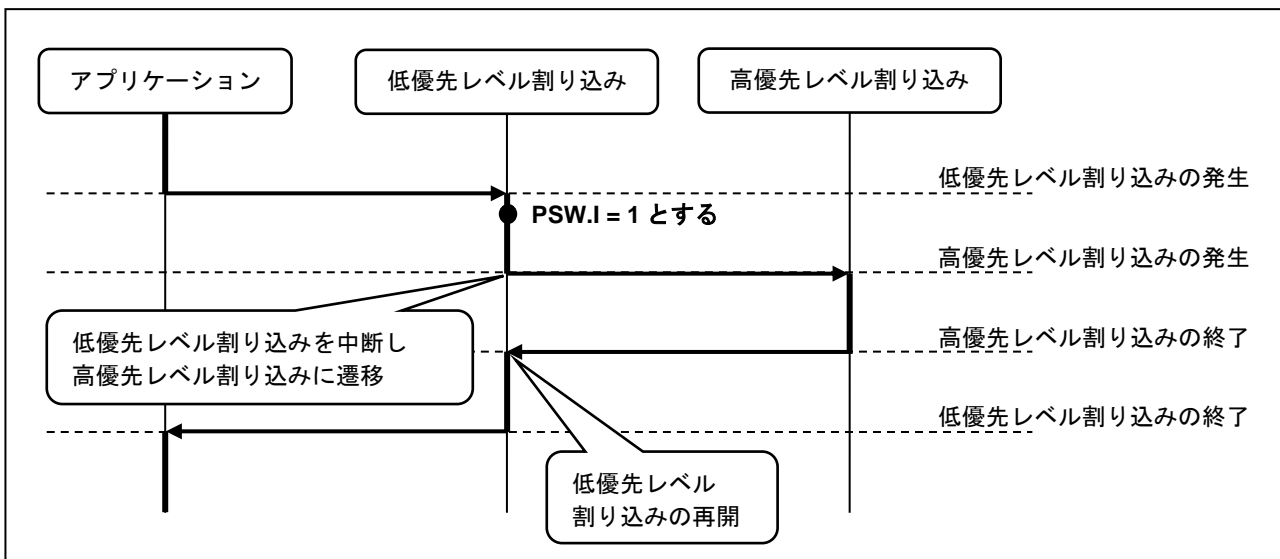 アプリケーション
低優先レベル割り込み
高優先レベル割り込み
低優先レベル割り込みの発生
PSW.I = 1 とする
高優先レベル割り込みの発生
低優先レベル割り込みを中断し
高優先レベル割り込みに遷移
高優先レベル割り込みの終了
低優先レベル割り込みの終了
低優先レベル
割り込みの再開